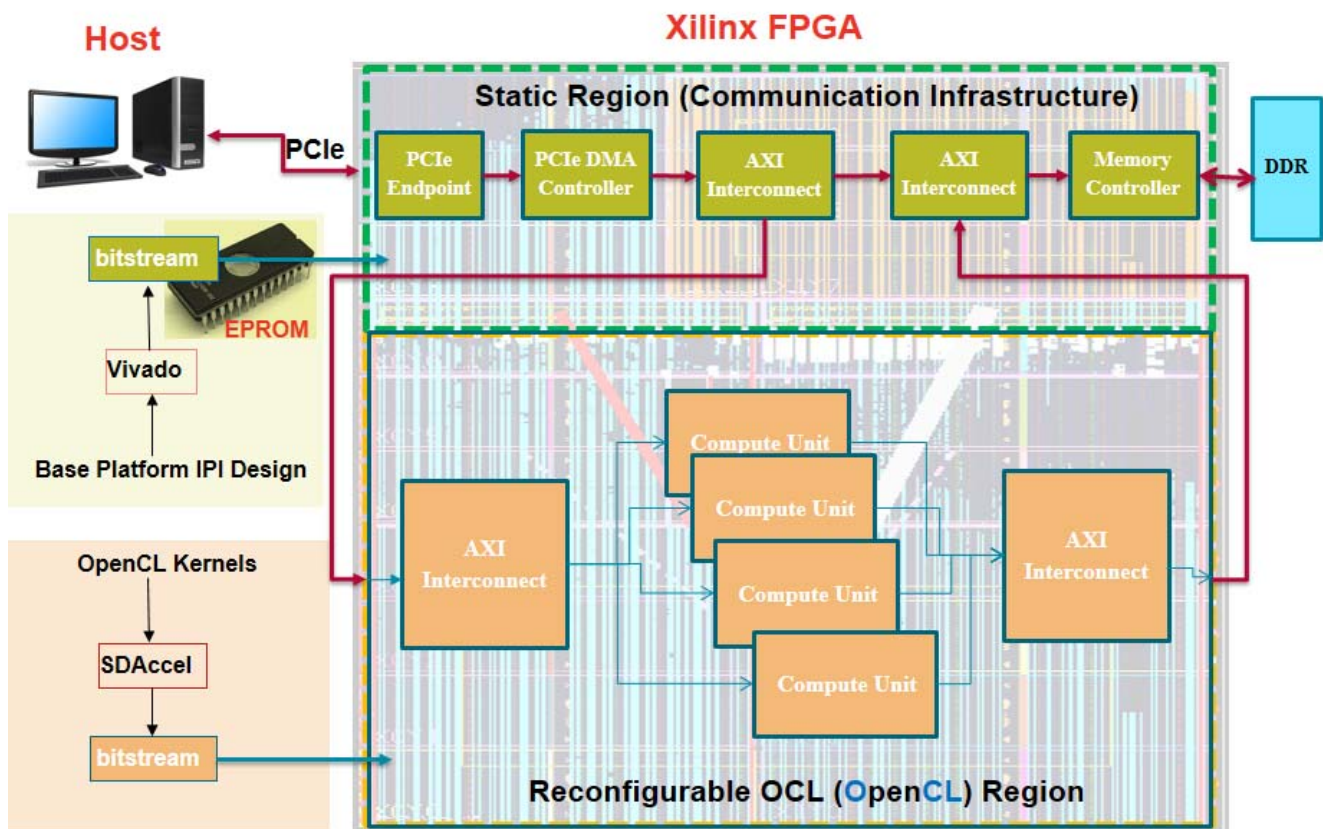 Host
Xilinx FPGA
Static Region (Communication Infrastructure)
PCIe
PCIe
Endpoint
PCIe DMA
Controller
AXI
Interconnect
AXI
Interconnect
Memory
Controller
DDR
bitstream
EPROM
Vivado
Base Platform IPI Design
OpenCL Kernels
SDAccel
bitstream
AXI
Interconnect
Compute Unit
Compute Unit
Compute Unit
Compute Unit
AXI
Interconnect
Reconfigurable OCL (OpenCL) Region